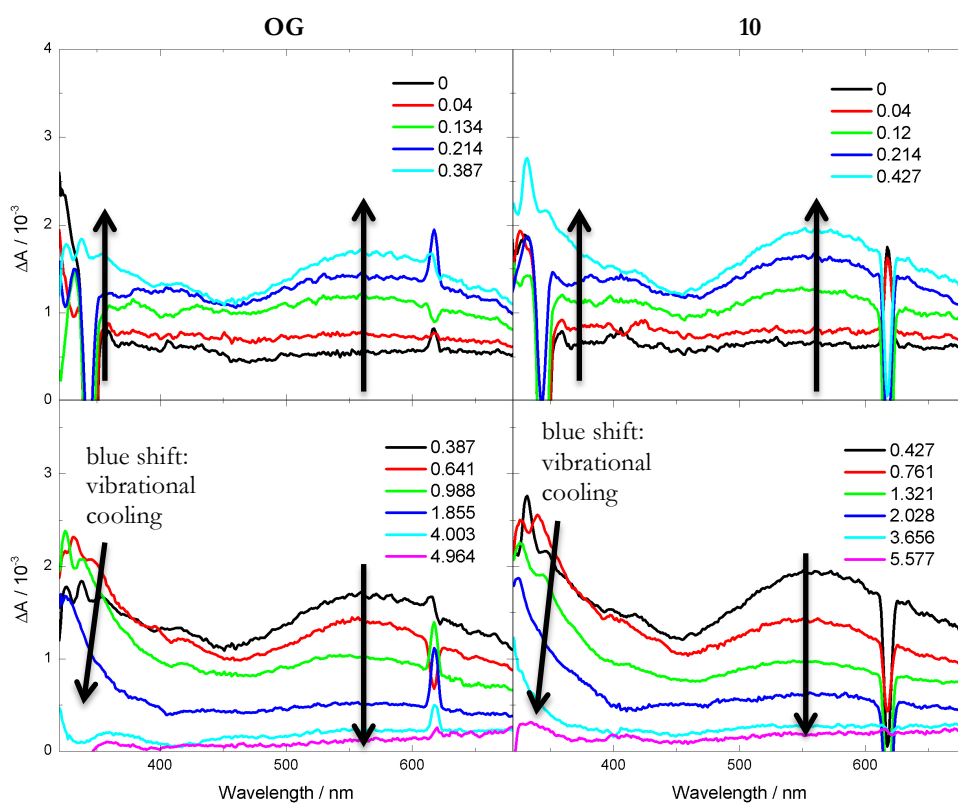 OG
10
4
3
2
1
0
ΔA / 10⁻³
0
0.04
0.134
0.214
0.387
0
0.04
0.12
0.214
0.427
3
2
1
0
ΔA / 10⁻³
blue shift:
vibrational
cooling
0.387
0.641
0.988
1.855
4.003
4.964
blue shift:
vibrational
cooling
0.427
0.761
1.321
2.028
3.656
5.577
400 500 600
400 500 600
Wavelength / nm
Wavelength / nm